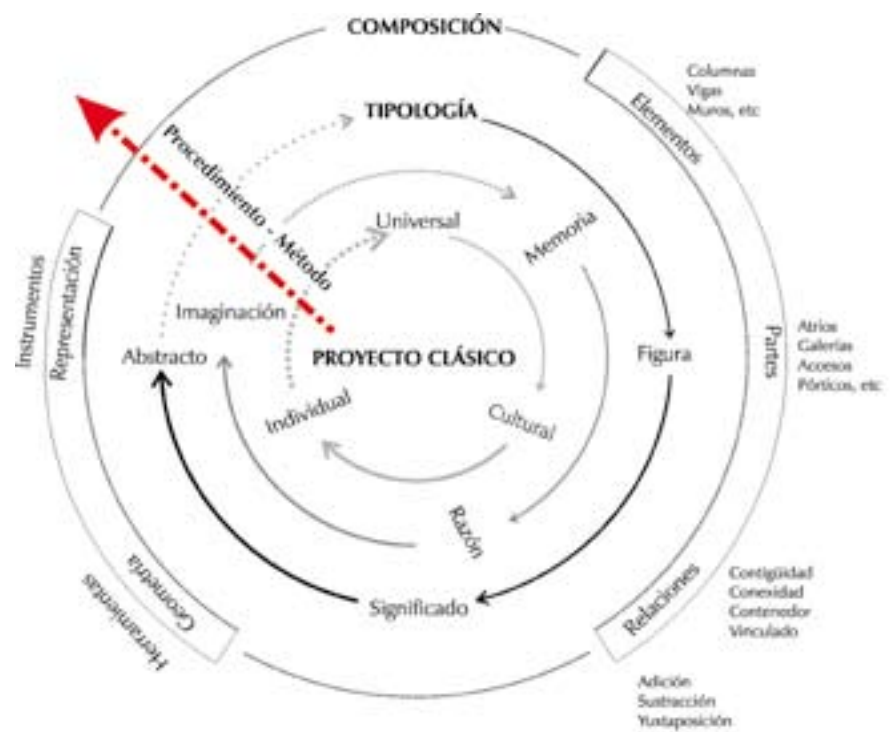 COMPOSICIÓN
Columnas
Vigas
Muros, etc
Elementos
TIPOLOGÍA
Procedimiento - Método
Universal
Memoria
Instrumentos
Representación
Imaginación
Abstracto
PROYECTO CLÁSICO
Figura
Partes
Atrios
Galerías
Accesos
Pórticos, etc
Individual
Cultural
Razón
Geometría
Herramientas
Significado
Relaciones
Contigüidad
Conexidad
Contenedor
Vinculado
Adición
Sustracción
Yuxtaposición